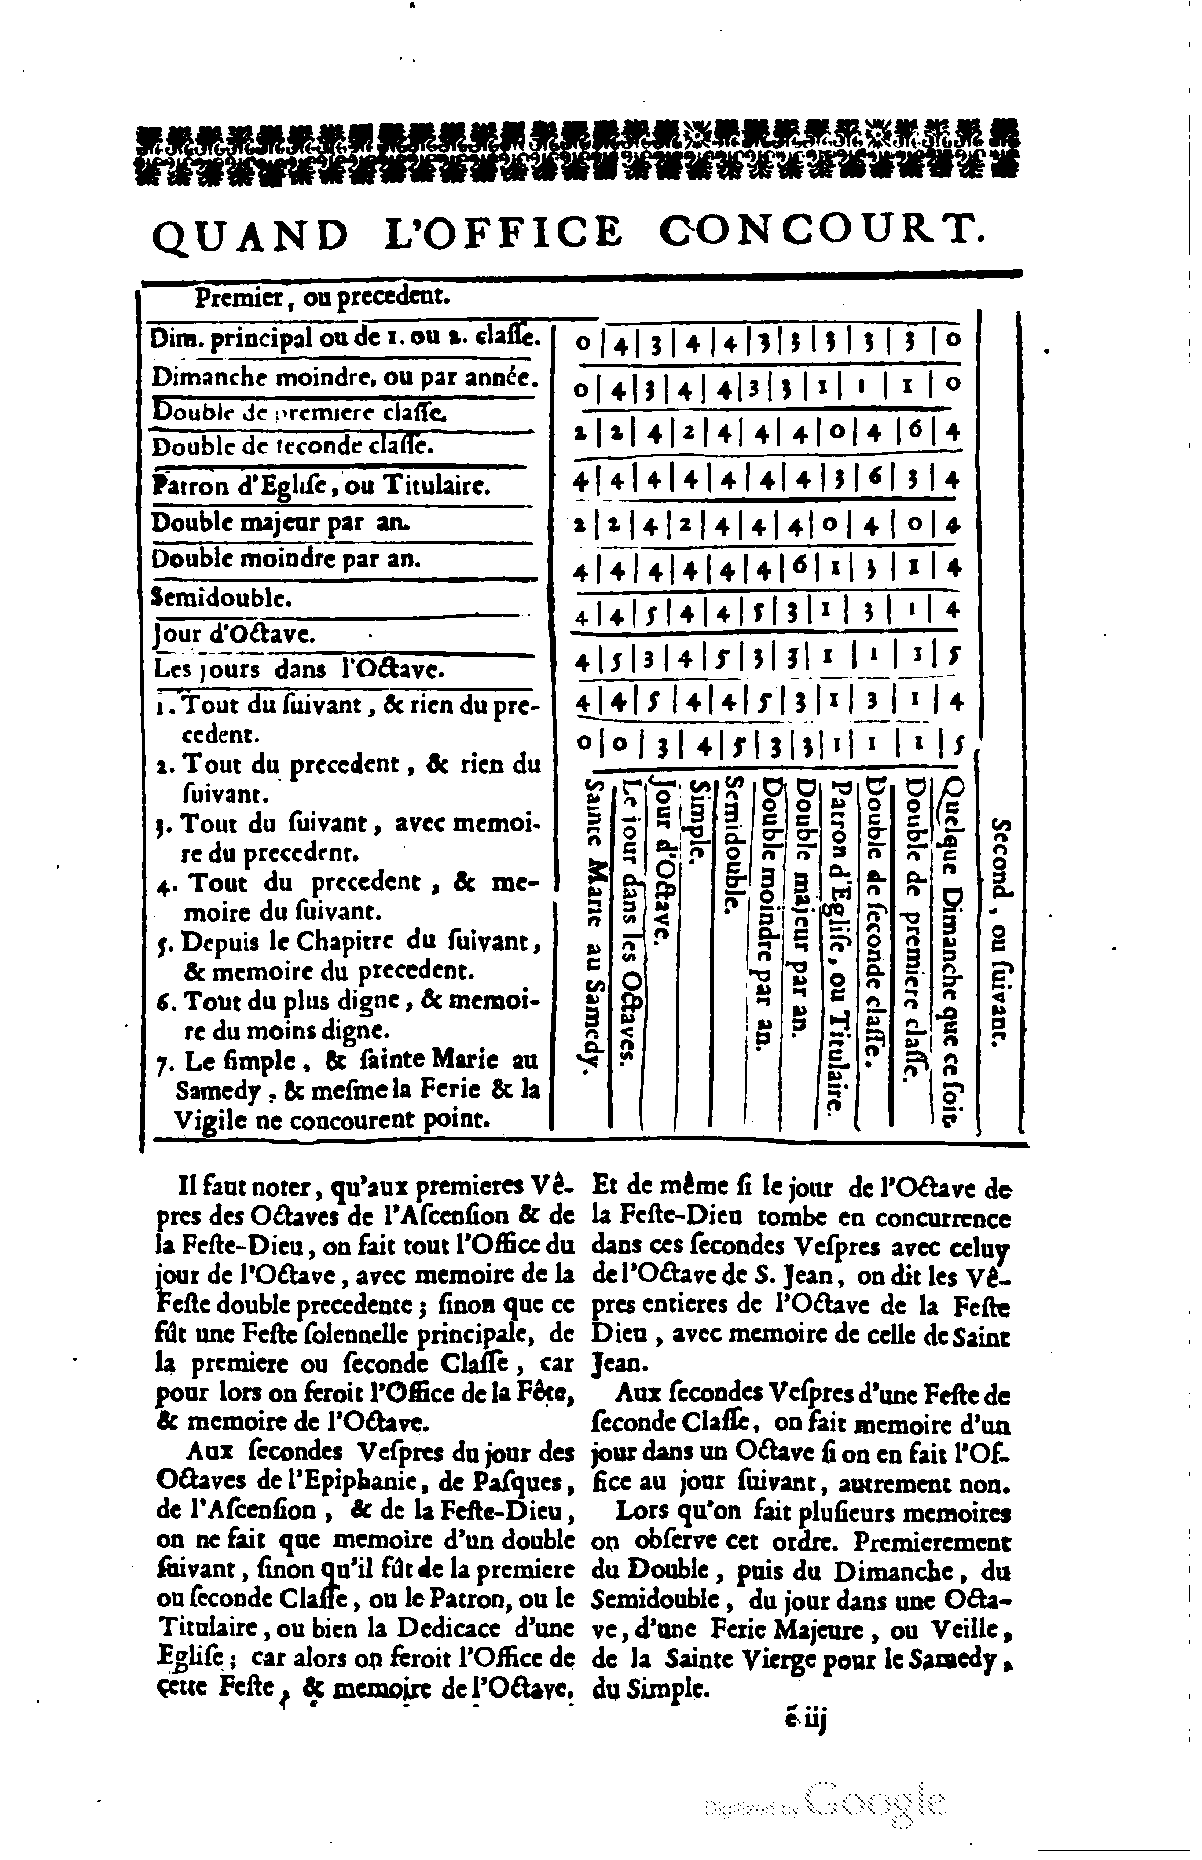 QUAND L'OFFICE CONCOURT.
Premier, ou precedent.
Dim. principal ou de 1. ou 2. claſſe.
Dimanche moindre, ou par année.
Double de premiere claſſe.
Double de ſeconde claſſe.
Patron d'Egliſe, ou Titulaire.
Double majeur par an.
Double moindre par an.
Semidouble.
Jour d'Octave.
Les jours dans l'Octave.
1. Tout du ſuivant, & rien du pre-
cedent.
2. Tout du precedent, & rien du
ſuivant.
3. Tout du ſuivant, avec memoi-
re du precedent.
4. Tout du precedent, & me-
moire du ſuivant.
5. Depuis le Chapitre du ſuivant,
& memoire du precedent.
6. Tout du plus digne, & memoi-
re du moins digne.
7. Le ſimple, & ſainte Marie au
Samedy, & meſme la Ferie & la
Vigile ne concourent point.
0 | 4 | 3 | 4 | 4 | 3 | 3 | 3 | 3 | 3 | 0
0 | 4 | 3 | 4 | 4 | 3 | 3 | 1 | 1 | 1 | 0
2 | 2 | 4 | 2 | 4 | 4 | 4 | 0 | 4 | 6 | 4
4 | 4 | 4 | 4 | 4 | 4 | 4 | 3 | 6 | 3 | 4
2 | 2 | 4 | 2 | 4 | 4 | 4 | 0 | 4 | 0 | 4
4 | 4 | 4 | 4 | 4 | 4 | 6 | 1 | 3 | 1 | 4
4 | 4 | 5 | 4 | 4 | 5 | 3 | 1 | 3 | 1 | 4
4 | 5 | 3 | 4 | 5 | 3 | 3 | 1 | 1 | 1 | 5
4 | 4 | 5 | 4 | 4 | 5 | 3 | 1 | 3 | 1 | 4
0 | 0 | 3 | 4 | 5 | 3 | 3 | 1 | 1 | 1 | 5
Sainte Marie au Samedy.
Le jour dans les Octaves.
Jour d'Octave.
Simple.
Semidouble.
Double moindre par an.
Double majeur par an.
Patron d'Egliſe, ou Titulaire.
Double de ſeconde claſſe.
Double de premiere claſſe.
Quelque Dimanche que ce ſoit.
Second, ou ſuivant.
Il faut noter, qu'aux premieres Vê-
pres des Octaves de l'Aſcenſion & de
la Feſte-Dieu, on fait tout l'Office du
jour de l'Octave, avec memoire de la
Feſte double precedente; ſinon que ce
fût une Feſte ſolennelle principale, de
la premiere ou ſeconde Claſſe, car
pour lors on feroit l'Office de la Fête,
& memoire de l'Octave.
Aux ſecondes Veſpres du jour des
Octaves de l'Epiphanie, de Paſques,
de l'Aſcenſion, & de la Feſte-Dieu,
on ne fait que memoire d'un double
ſuivant, ſinon qu'il fût de la premiere
ou ſeconde Claſſe, ou le Patron, ou le
Titulaire, ou bien la Dedicace d'une
Egliſe; car alors on feroit l'Office de
cette Feſte, & memoire de l'Octave.
Et de même ſi le jour de l'Octave de
la Feſte-Dieu tombe en concurrence
dans ces ſecondes Veſpres avec celuy
de l'Octave de S. Jean, on dit les Vê-
pres entieres de l'Octave de la Feſte
Dieu, avec memoire de celle de Saint
Jean.
Aux ſecondes Veſpres d'une Feſte de
ſeconde Claſſe, on fait memoire d'un
jour dans un Octave ſi on en fait l'Of-
fice au jour ſuivant, autrement non.
Lors qu'on fait pluſieurs memoires
on obſerve cet ordre. Premierement
du Double, puis du Dimanche, du
Semidouble, du jour dans une Octa-
ve, d'une Ferie Majeure, ou Veille,
de la Sainte Vierge pour le Samedy,
du Simple.
é iij
Digitized by Google